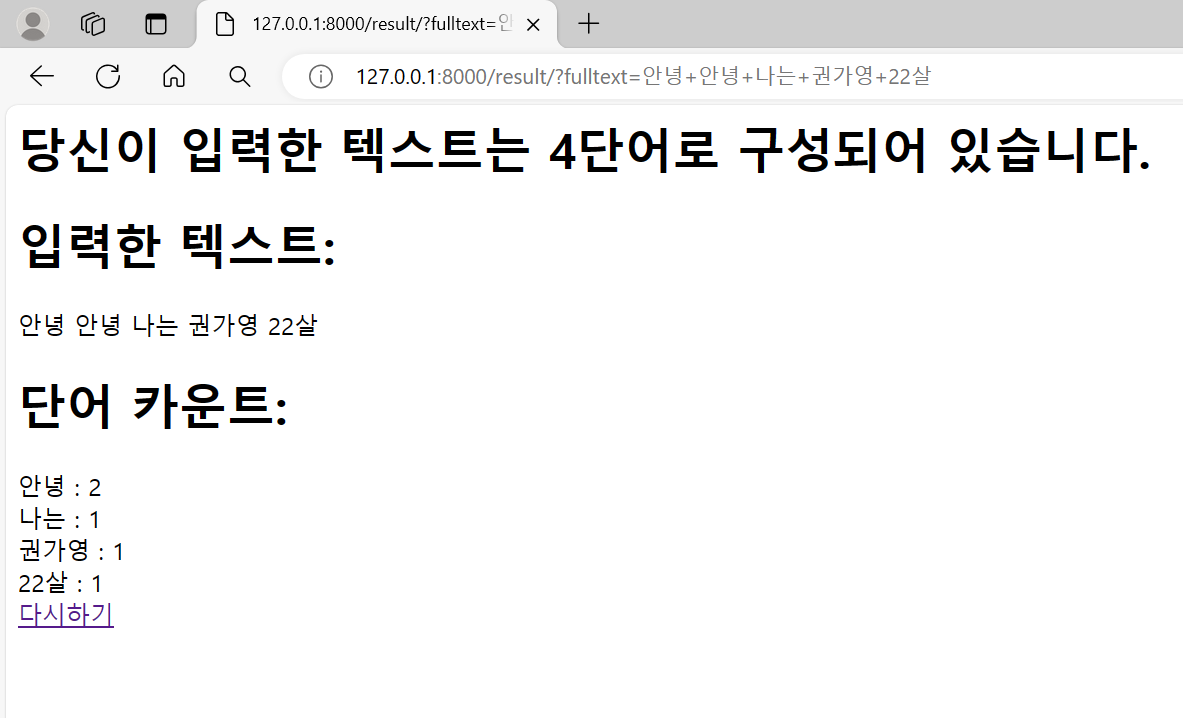 127.0.0.1:8000/result/?fulltext=
127.0.0.1:8000/result/?fulltext=안녕+안녕+나는+권가영+22살
당신이 입력한 텍스트는 4단어로 구성되어 있습니다.
입력한 텍스트:
안녕 안녕 나는 권가영 22살
단어 카운트:
안녕 : 2
나는 : 1
권가영 : 1
22살 : 1
다시하기